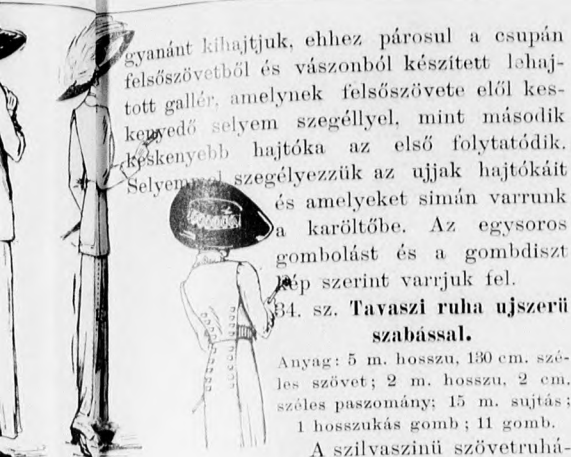 gyanánt kihajtjuk, ehhez párosul a csupán
felsőszövetből és vászonból készített lehaj-
tott gallér, amelynek felsőszövete elől kes-
kenyedő selyem szegéllyel, mint második
keskenyebb hajtóka az első folytatódik.
Selyemmel szegélyezzük az ujjak hajtókáit
és amelyeket simán varrunk
a karöltőbe. Az egysoros
gombolást és a gombdiszt
kép szerint varrjuk fel.
34. sz. Tavaszi ruha ujszerü
szabással.
Anyag: 5 m. hosszu, 130 cm. szé-
les szövet; 2 m. hosszu, 2 cm.
széles paszomány; 15 m. sujtás;
1 hosszukás gomb; 11 gomb.
A szilvaszinü szövetruhá-